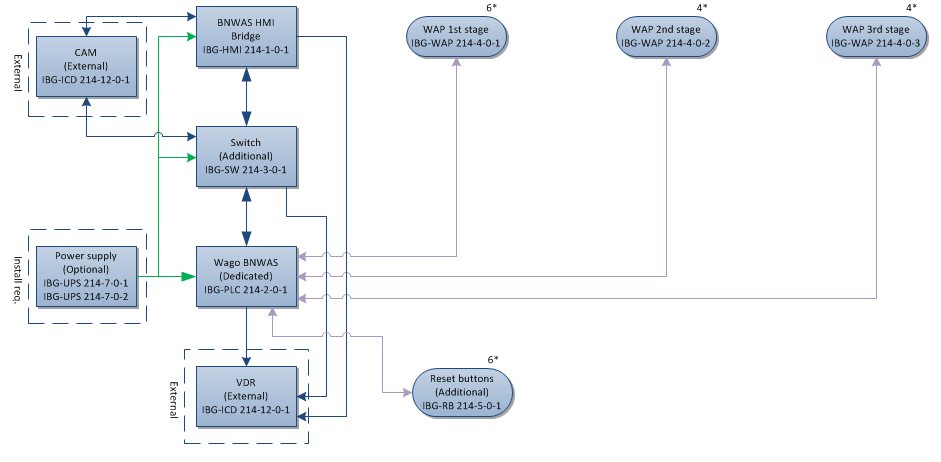 BNWAS HMI
Bridge
IBG-HMI 214-1-0-1
6*
WAP 1st stage
IBG-WAP 214-4-0-1
4*
WAP 2nd stage
IBG-WAP 214-4-0-2
4*
WAP 3rd stage
IBG-WAP 214-4-0-3
External
CAM
(External)
IBG-ICD 214-12-0-1
Switch
(Additional)
IBG-SW 214-3-0-1
Install req.
Power supply
(Optional)
IBG-UPS 214-7-0-1
IBG-UPS 214-7-0-2
Wago BNWAS
(Dedicated)
IBG-PLC 214-2-0-1
External
VDR
(External)
IBG-ICD 214-12-0-1
6*
Reset buttons
(Additional)
IBG-RB 214-5-0-1